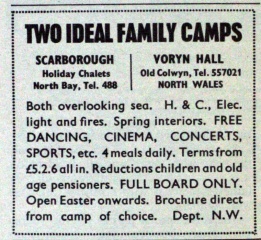 TWO IDEAL FAMILY CAMPS
SCARBOROUGH
Holiday Chalets
North Bay, Tel. 488
VORYN HALL
Old Colwyn, Tel. 557021
NORTH WALES
Both overlooking sea. H. & C., Elec.
light and fires. Spring interiors. FREE
DANCING, CINEMA, CONCERTS,
SPORTS, etc. 4 meals daily. Terms from
£5.2.6 all in. Reductions children and old
age pensioners. FULL BOARD ONLY.
Open Easter onwards. Brochure direct
from camp of choice. Dept. N.W.